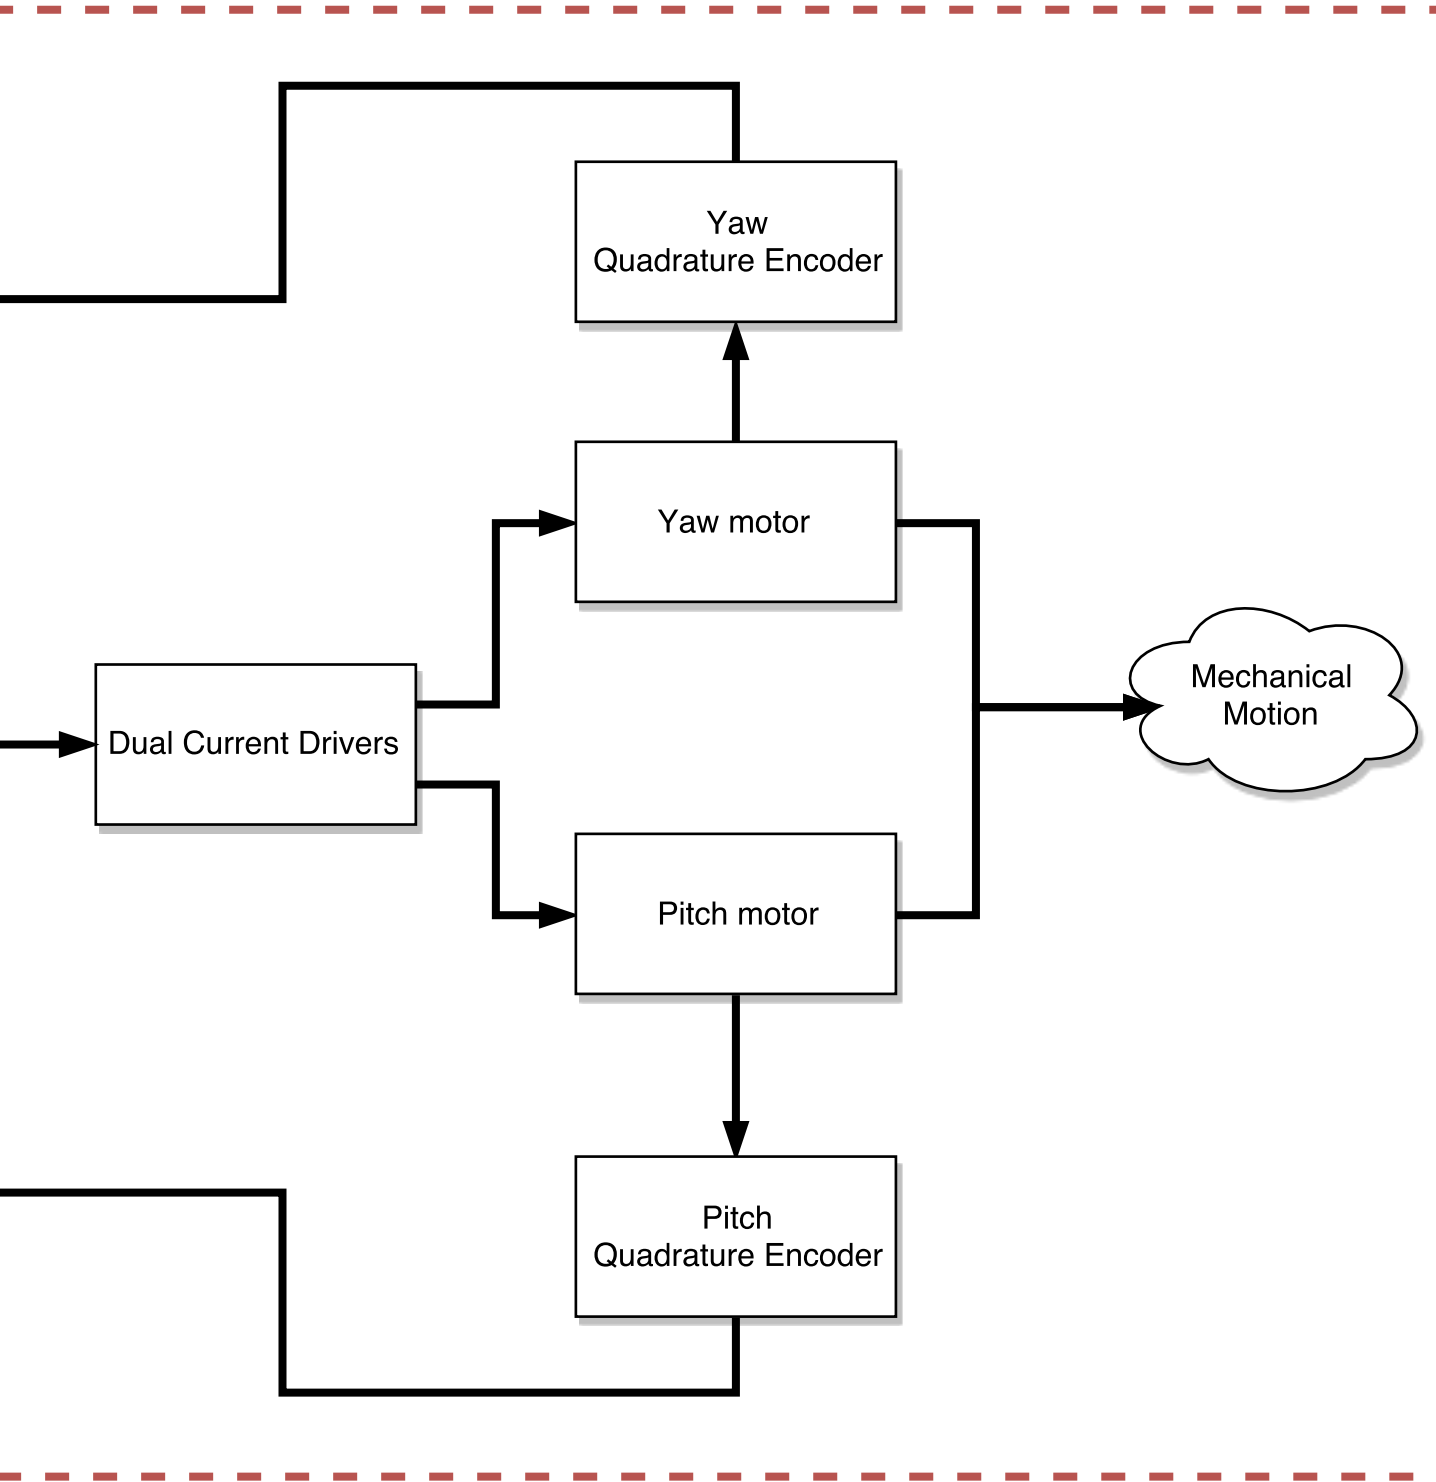 Yaw
Quadrature Encoder
Yaw motor
Mechanical
Motion
Dual Current Drivers
Pitch motor
Pitch
Quadrature Encoder